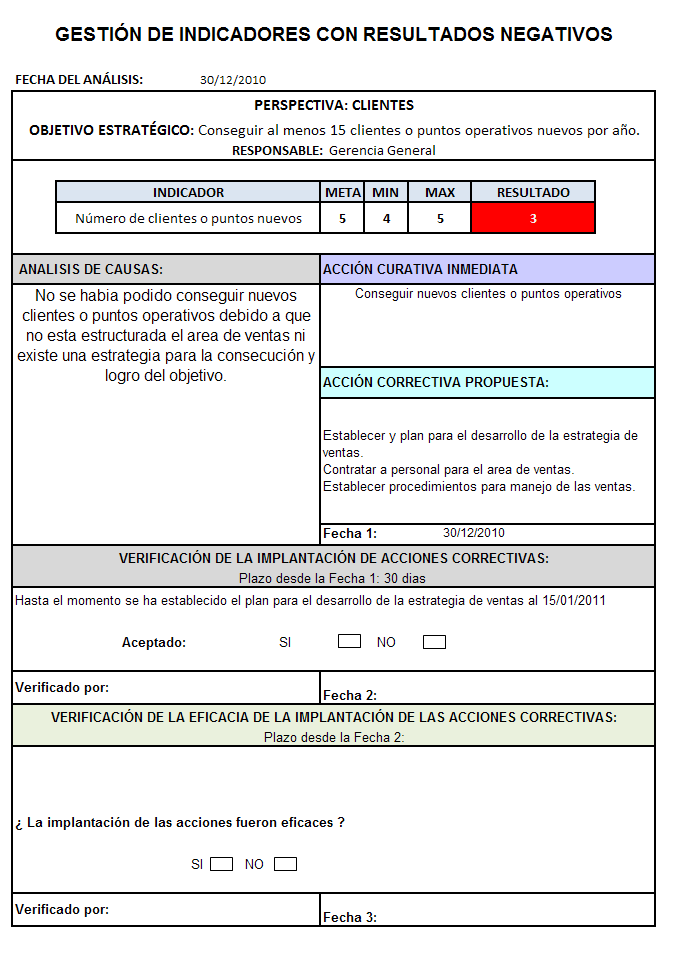 GESTIÓN DE INDICADORES CON RESULTADOS NEGATIVOS
FECHA DEL ANÁLISIS: 30/12/2010
PERSPECTIVA: CLIENTES
OBJETIVO ESTRATÉGICO: Conseguir al menos 15 clientes o puntos operativos nuevos por año.
RESPONSABLE: Gerencia General
INDICADOR META MIN MAX RESULTADO
Número de clientes o puntos nuevos 5 4 5 3
ANALISIS DE CAUSAS:
No se habia podido conseguir nuevos
clientes o puntos operativos debido a que
no esta estructurada el area de ventas ni
existe una estrategia para la consecución y
logro del objetivo.
ACCIÓN CURATIVA INMEDIATA
Conseguir nuevos clientes o puntos operativos
ACCIÓN CORRECTIVA PROPUESTA:
Establecer y plan para el desarrollo de la estrategia de
ventas.
Contratar a personal para el area de ventas.
Establecer procedimientos para manejo de las ventas.
Fecha 1: 30/12/2010
VERIFICACIÓN DE LA IMPLANTACIÓN DE ACCIONES CORRECTIVAS:
Plazo desde la Fecha 1: 30 dias
Hasta el momento se ha establecido el plan para el desarrollo de la estrategia de ventas al 15/01/2011
Aceptado: SI NO
Verificado por: Fecha 2:
VERIFICACIÓN DE LA EFICACIA DE LA IMPLANTACIÓN DE LAS ACCIONES CORRECTIVAS:
Plazo desde la Fecha 2:
¿ La implantación de las acciones fueron eficaces ?
SI NO
Verificado por: Fecha 3: